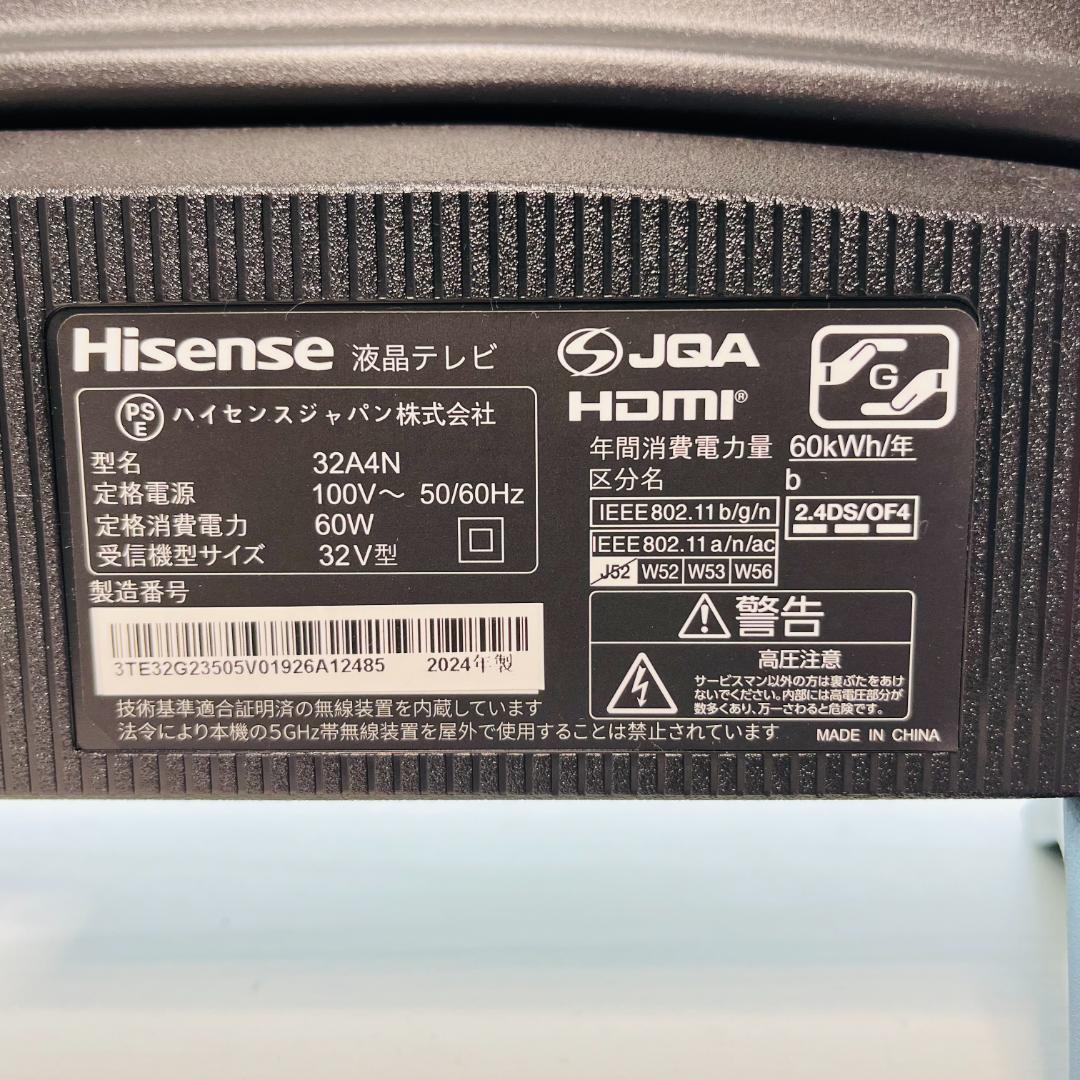 Hisense 液晶テレビ
PS
E
ハイセンスジャパン株式会社
型名 32A4N
定格電源 100V～ 50/60Hz
定格消費電力 60W
受信機型サイズ 32V型
製造番号
3TE32G23505V01926A12485 2024年製
技術基準適合証明済の無線装置を内蔵しています
法令により本機の5GHz帯無線装置を屋外で使用することは禁止されています
S JQA
HDMI®
G
年間消費電力量 60kWh/年
区分名 b
IEEE802.11b/g/n
2.4DS/OF4
IEEE802.11a/n/ac
J52 W52 W53 W56
警告
高圧注意
サービスマン以外の方は裏ぶたをあけ
ないでください。内部には高電圧部分が
数多くあり、万一さわると危険です。
MADE IN CHINA